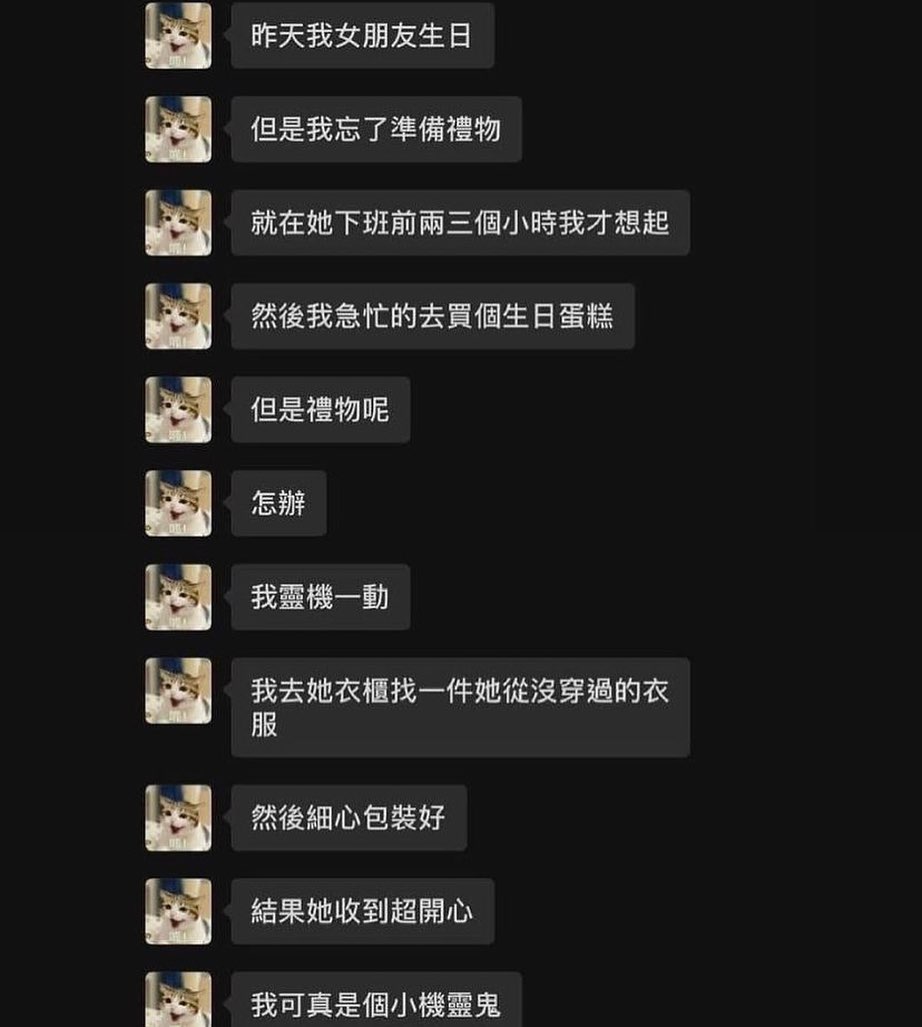 昨天我女朋友生日
但是我忘了準備禮物
就在她下班前兩三個小時我才想起
然後我急忙的去買個生日蛋糕
但是禮物呢
怎辦
我靈機一動
我去她衣櫃找一件她從沒穿過的衣
服
然後細心包裝好
結果她收到超開心
我可真是個小機靈鬼